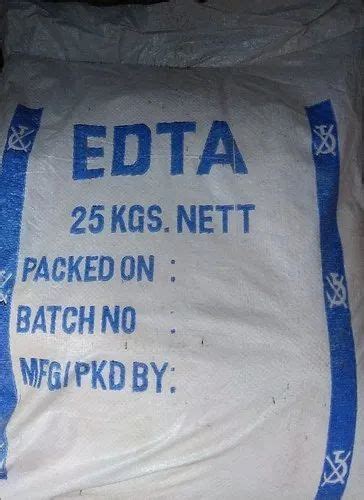 EDTA
25 KGS. NETT
PACKED ON :
BATCH NO :
MFG/PKD BY: